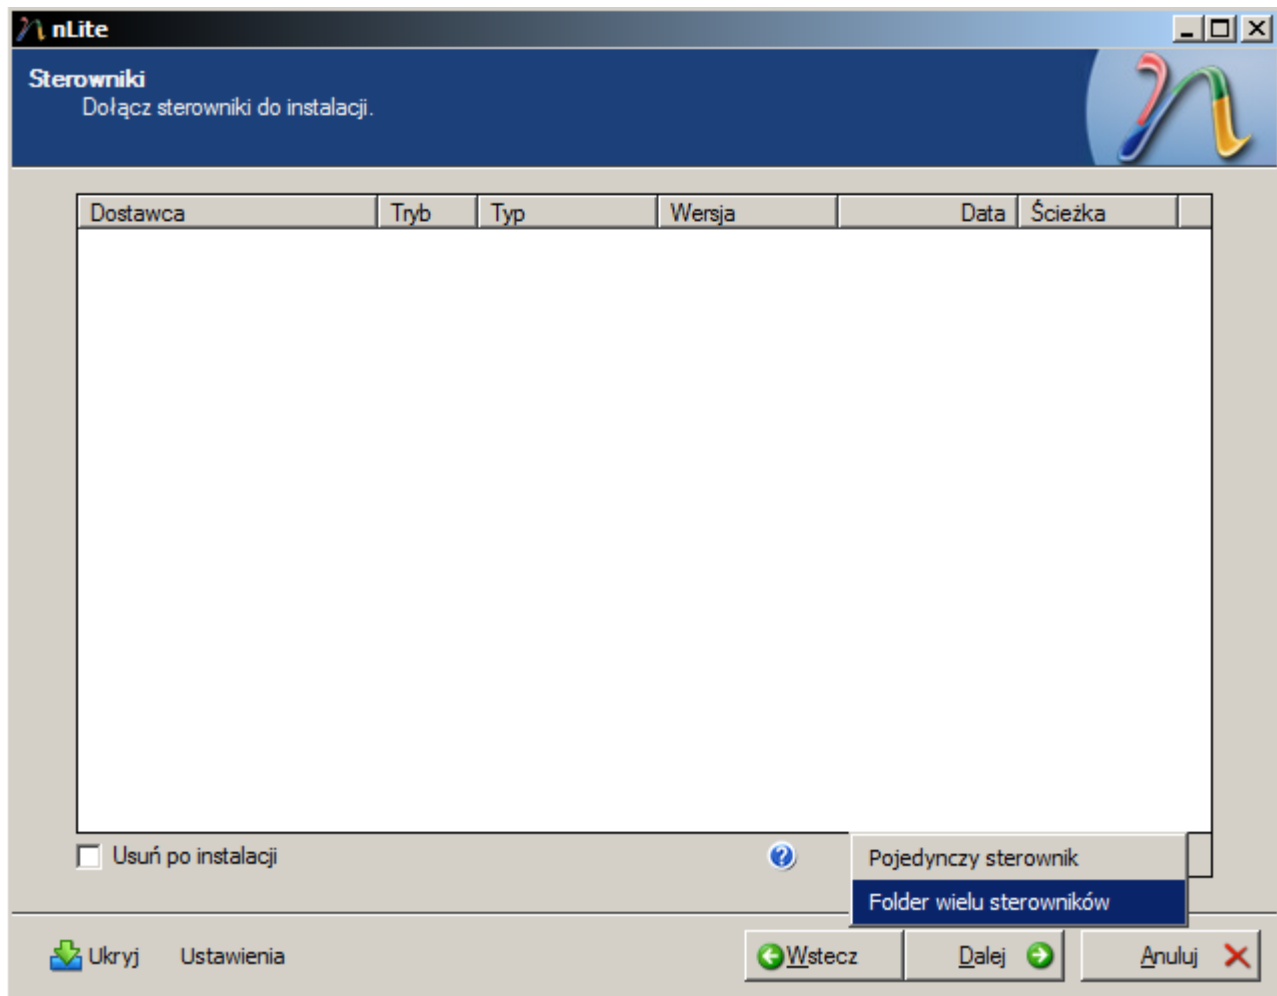 nLite
Sterowniki
Dołącz sterowniki do instalacji.
Dostawca Tryb Typ Wersja Data Ścieżka
Usuń po instalacji
Pojedynczy sterownik
Folder wielu sterowników
Ukryj Ustawienia Wstecz Dalej Anuluj